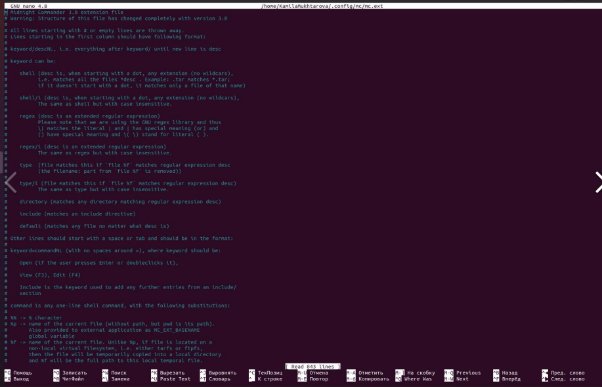 GNU nano 4.8 /home/KamilaMukhtarova/.config/mc/mc.ext
# Midnight Commander 3.0 extension file
# Warning: Structure of this file has changed completely with version 3.0
#
# All lines starting with # or empty lines are thrown away.
# Lines starting in the first column should have following format:
#
# keyword/descNL, i.e. everything after keyword/ until new line is desc
#
# keyword can be:
#
# shell (desc is, when starting with a dot, any extension (no wildcars),
# i.e. matches all the files *desc . Example: .tar matches *.tar;
# if it doesn't start with a dot, it matches only a file of that name)
#
# shell/i (desc is, when starting with a dot, any extension (no wildcars),
# The same as shell but with case insensitive.
#
# regex (desc is an extended regular expression)
# Please note that we are using the GNU regex library and thus
# \| matches the literal | and | has special meaning (or) and
# () have special meaning and \( \) stand for literal ( ).
#
# regex/i (desc is an extended regular expression)
# The same as regex but with case insensitive.
#
# type (file matches this if `file %f` matches regular expression desc
# (the filename: part from `file %f` is removed))
#
# type/i (file matches this if `file %f` matches regular expression desc)
# The same as type but with case insensitive.
#
# directory (matches any directory matching regular expression desc)
#
# include (matches an include directive)
#
# default (matches any file no matter what desc is)
#
# Other lines should start with a space or tab and should be in the format:
#
# keyword=commandNL (with no spaces around =), where keyword should be:
#
# Open (if the user presses Enter or doubleclicks it),
#
# View (F3), Edit (F4)
#
# Include is the keyword used to add any further entries from an include/
# section
#
# command is any one-line shell command, with the following substitutions:
#
# %% -> % character
# %p -> name of the current file (without path, but pwd is its path).
# Also provided to external application as MC_EXT_BASENAME
# global variable
# %f -> name of the current file. Unlike %p, if file is located on a
# non-local virtual filesystem, i.e. either tarfs or ftpfs,
# then the file will be temporarily copied into a local directory
# and %f will be the full path to this local temporal file.
[ Read 843 lines ]
^G Помощь ^O Записать ^W Поиск ^K Вырезать ^J Выровнять ^C ТекПозиц M-U Отмена M-A Отметить M-] На скобку M-Q Previous ^B Назад ^◀ Пред. слово
^X Выход ^R ЧитФайл ^\ Замена ^U Paste Text ^T Словарь ^_ К строке M-E Повтор M-6 Копировать ^Q Where Was M-W Next ^F Вперёд ^▶ След. слово